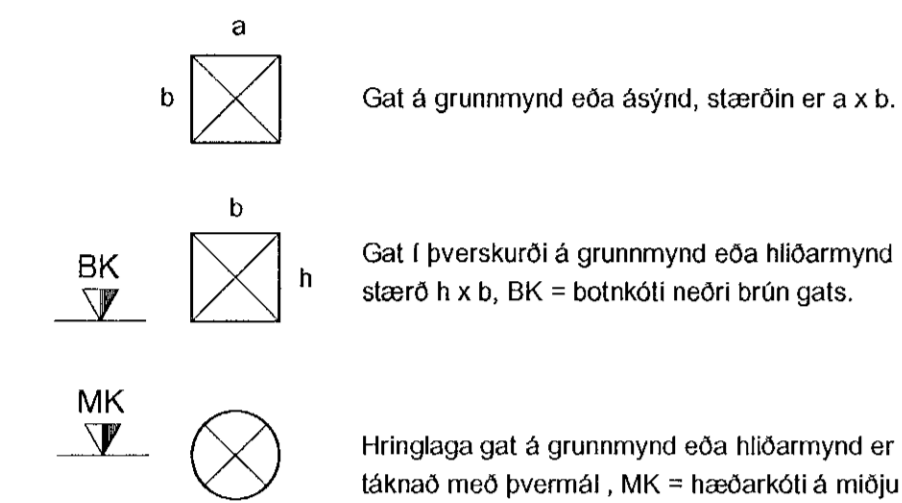 a
b
Gat á grunnmynd eða ásýnd, stærðin er a x b.
b
BK
h
Gat í þverskurði á grunnmynd eða hliðarmynd
stærð h x b, BK = botnkóti neðri brún gats.
MK
Hringlaga gat á grunnmynd eða hliðarmynd er
táknað með þvermál , MK = hæðarkóti á miðju